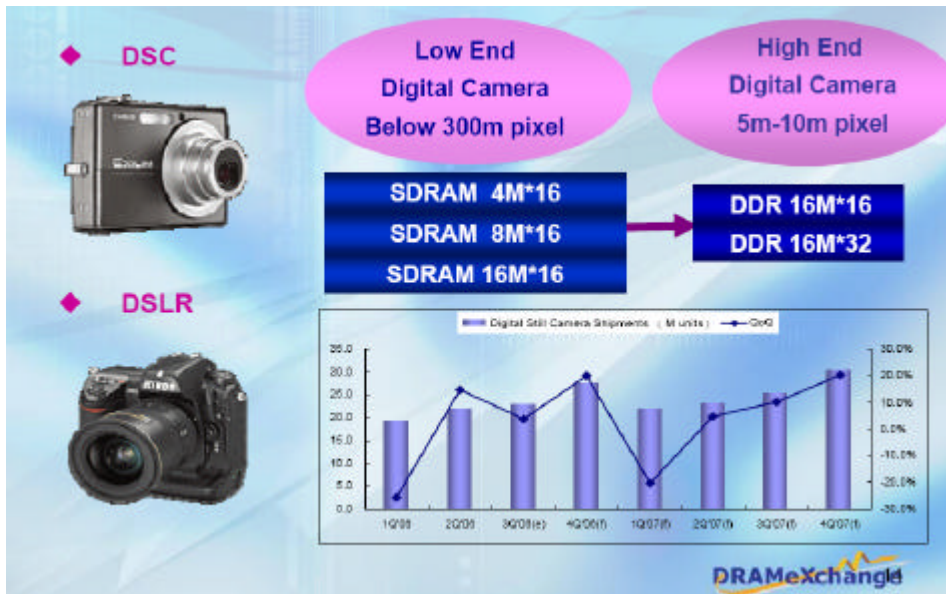 DSC
Low End
Digital Camera
Below 300m pixel
High End
Digital Camera
5m-10m pixel
SDRAM 4M*16
SDRAM 8M*16
SDRAM 16M*16
DDR 16M*16
DDR 16M*32
DSLR
NIKON
Digital Still Camera Shipments ( M units )
QoQ
35.0
30.0
25.0
20.0
15.0
10.0
5.0
0.0
30.0%
20.0%
10.0%
0.0%
-10.0%
-20.0%
-30.0%
1Q'06
2Q'06
3Q'06(e)
4Q'06(f)
1Q'07(f)
2Q'07(f)
3Q'07(f)
4Q'07(f)
DRAMeXchange